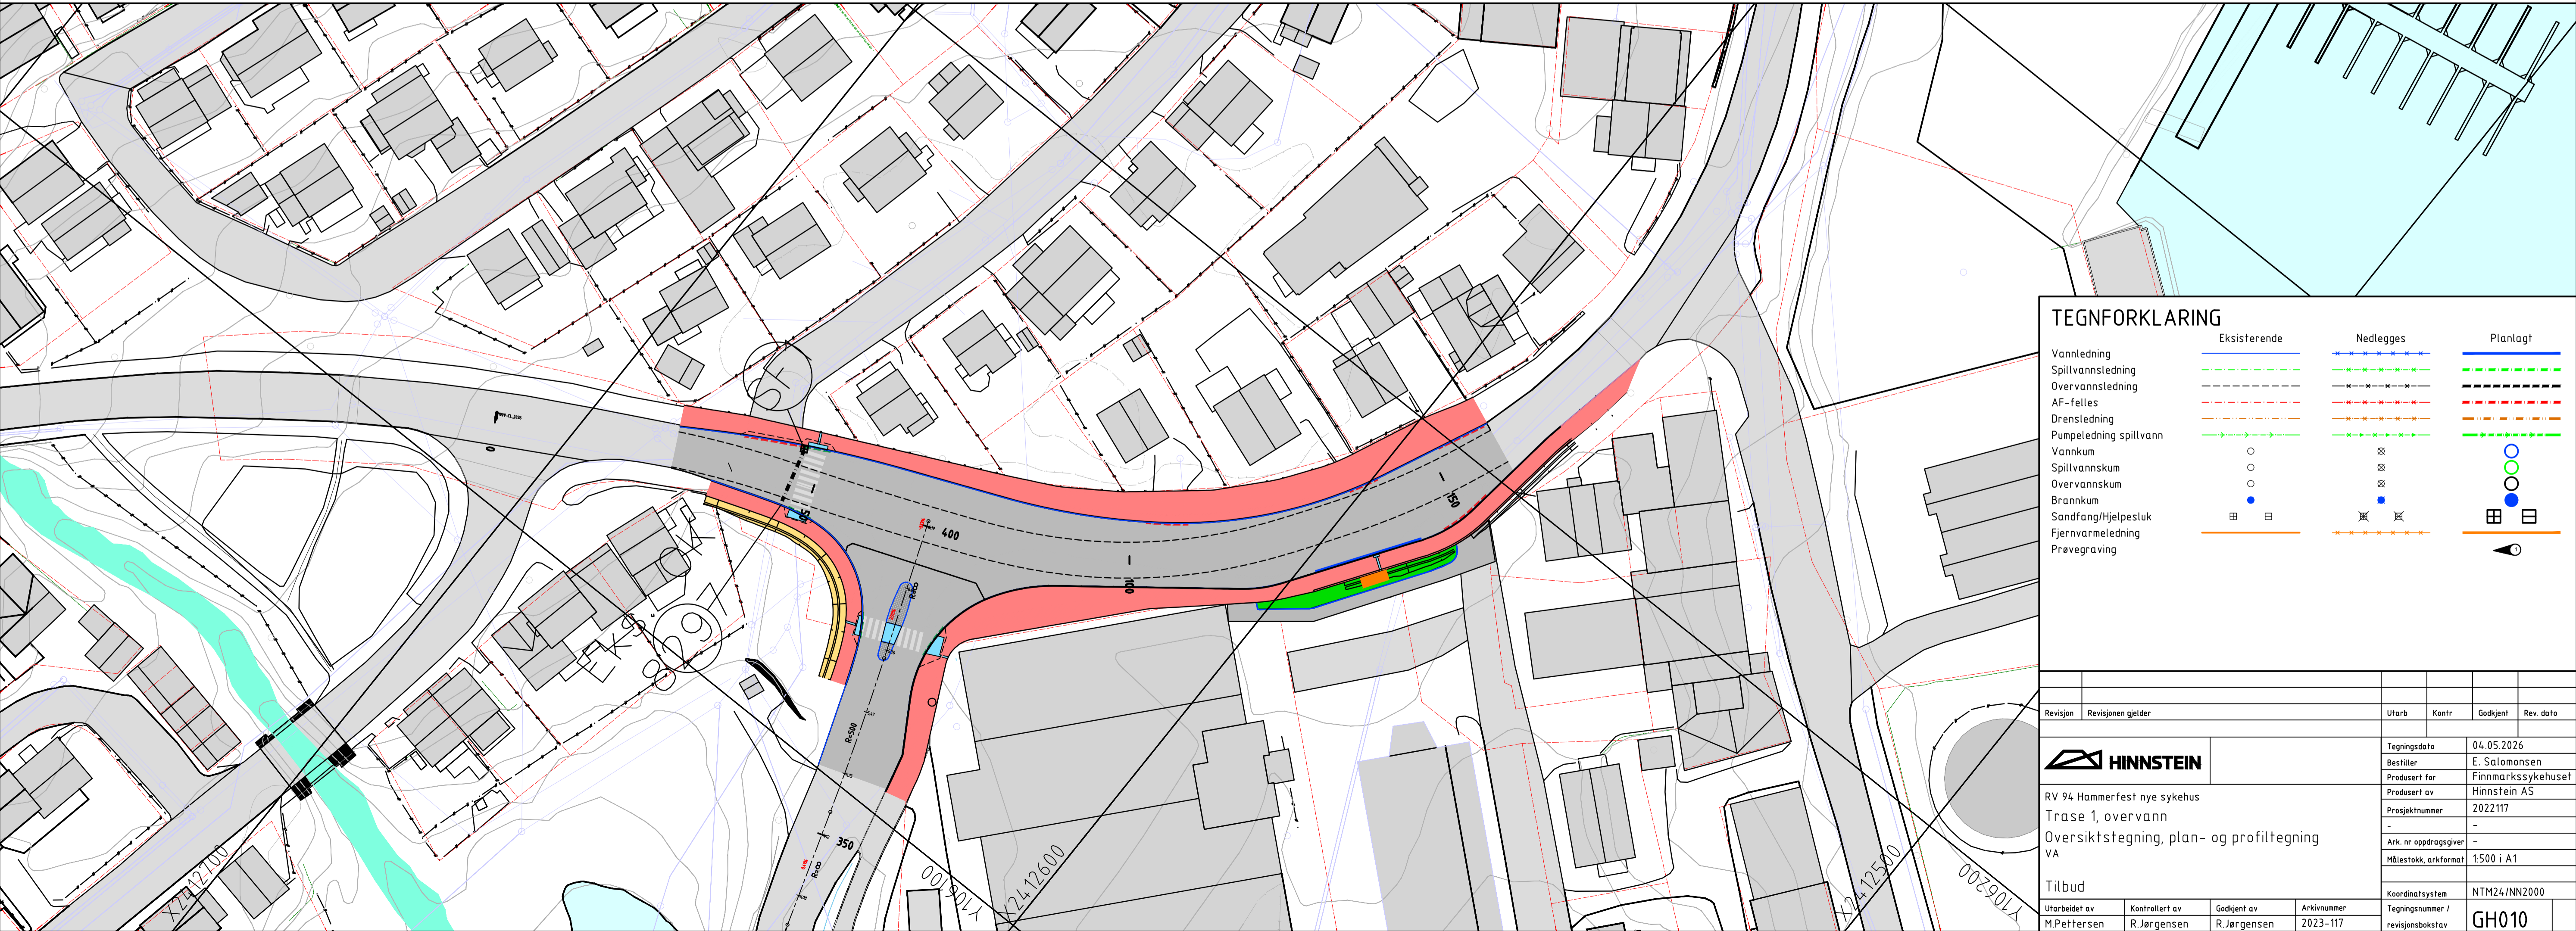 TEGNFORKLARING
Eksisterende Nedlegges Planlagt
Vannledning
Spillvannsledning
Overvannsledning
AF-felles
Drensledning
Pumpeledning spillvann
Vannkum
Spillvannskum
Overvannskum
Brannkum
Sandfang/Hjelpesluk
Fjernvarmeledning
Prøvegraving
Revisjon Revisjonen gjelder Utarb Kontr Godkjent Rev. dato
HINNSTEIN
Tegningsdato 04.05.2026
Bestiller E. Salomonsen
Produsert for Finnmarkssykehuset
Produsert av Hinnstein AS
Prosjektnummer 2022117
- -
Ark. nr oppdragsgiver -
Målestokk, arkformat 1:500 i A1
Koordinatsystem NTM24/NN2000
Tegningsnummer / revisjonsbokstav GH010
RV 94 Hammerfest nye sykehus
Trase 1, overvann
Oversiktstegning, plan- og profiltegning
VA
Tilbud
Utarbeidet av Kontrollert av Godkjent av Arkivnummer
M.Pettersen R.Jørgensen R.Jørgensen 2023-117
0
50
400
100
150
R=500
350
X2412700
Y106100
X2412600
X2412500
Y106200